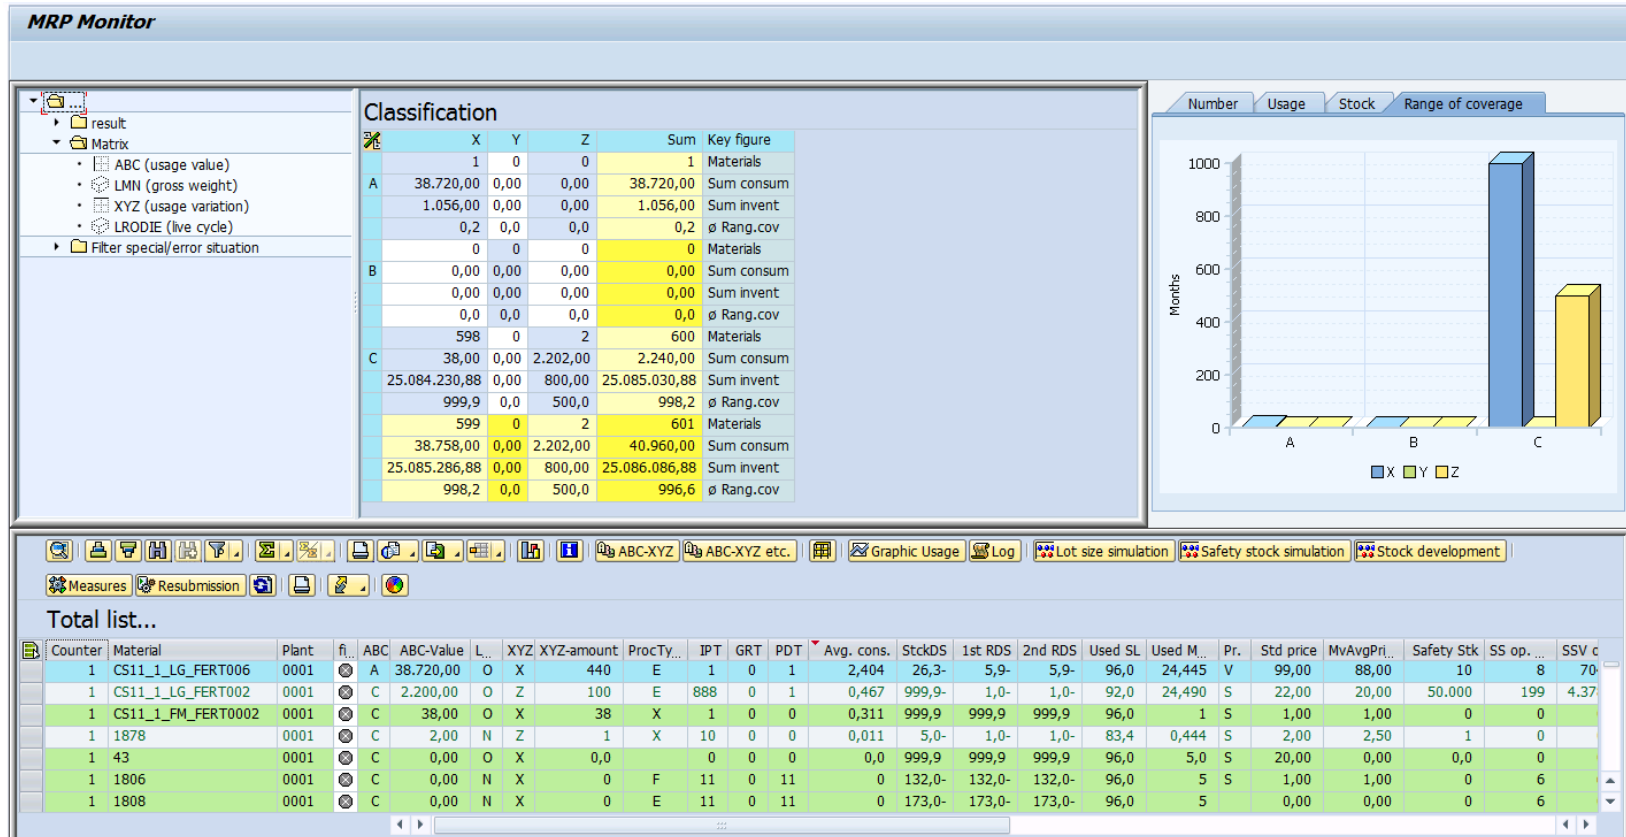 MRP Monitor
...
result
Matrix
ABC (usage value)
LMN (gross weight)
XYZ (usage variation)
LRODIE (live cycle)
Filter special/error situation
Classification
X Y Z Sum Key figure
1 0 0 1 Materials
A 38.720,00 0,00 0,00 38.720,00 Sum consum
1.056,00 0,00 0,00 1.056,00 Sum invent
0,2 0,0 0,0 0,2 ø Rang.cov
0 0 0 0 Materials
B 0,00 0,00 0,00 0,00 Sum consum
0,00 0,00 0,00 0,00 Sum invent
0,0 0,0 0,0 0,0 ø Rang.cov
598 0 2 600 Materials
C 38,00 0,00 2.202,00 2.240,00 Sum consum
25.084.230,88 0,00 800,00 25.085.030,88 Sum invent
999,9 0,0 500,0 998,2 ø Rang.cov
599 0 2 601 Materials
38.758,00 0,00 2.202,00 40.960,00 Sum consum
25.085.286,88 0,00 800,00 25.086.086,88 Sum invent
998,2 0,0 500,0 996,6 ø Rang.cov
Number Usage Stock Range of coverage
1000
800
600
400
200
0
Months
A B C
X Y Z
ABC-XYZ ABC-XYZ etc. Graphic Usage Log Lot size simulation Safety stock simulation Stock development
Measures Resubmission
Total list...
Counter Material Plant fi.. ABC ABC-Value L... XYZ XYZ-amount ProcTy... IPT GRT PDT Avg. cons. StckDS 1st RDS 2nd RDS Used SL Used M... Pr. Std price MvAvgPri... Safety Stk SS op. ... SSV d
1 CS11_1_LG_FERT006 0001 A 38.720,00 O X 440 E 1 0 1 2,404 26,3- 5,9- 5,9- 96,0 24,445 V 99,00 88,00 10 8 70
1 CS11_1_LG_FERT002 0001 C 2.200,00 O Z 100 E 888 0 1 0,467 999,9- 1,0- 1,0- 92,0 24,490 S 22,00 20,00 50.000 199 4.37
1 CS11_1_FM_FERT0002 0001 C 38,00 O X 38 X 1 0 0 0,311 999,9 999,9 999,9 96,0 1 S 1,00 1,00 0 0
1 1878 0001 C 2,00 N Z 1 X 10 0 0 0,011 5,0- 1,0- 1,0- 83,4 0,444 S 2,00 2,50 1 0
1 43 0001 C 0,00 O X 0,0 0 0 0 0,0 999,9 999,9 999,9 96,0 5,0 S 20,00 0,00 0,0 0
1 1806 0001 C 0,00 N X 0 F 11 0 11 0 132,0- 132,0- 132,0- 96,0 5 S 1,00 1,00 0 6
1 1808 0001 C 0,00 N X 0 E 11 0 11 0 173,0- 173,0- 173,0- 96,0 5 0,00 0,00 0 6